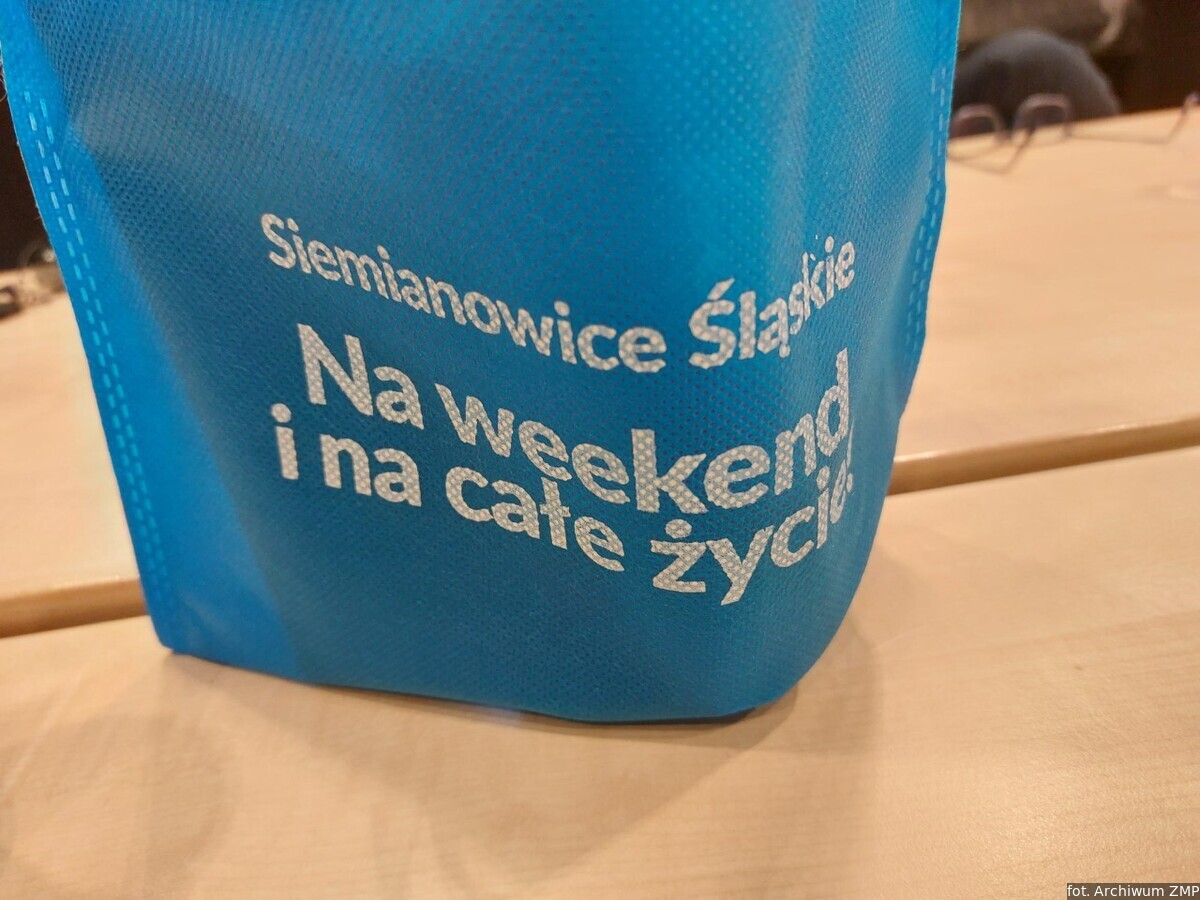 Siemianowice Śląskie
Na weekend
i na całe życie.
fot. Archiwum ZMP